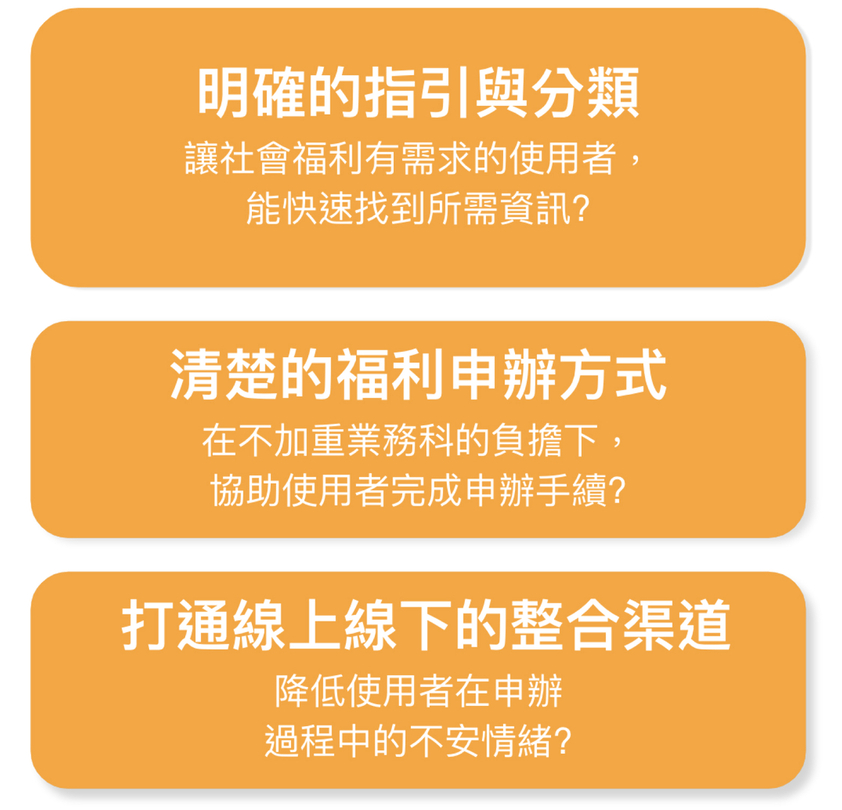 明確的指引與分類
讓社會福利有需求的使用者，
能快速找到所需資訊?
清楚的福利申辦方式
在不加重業務科的負擔下，
協助使用者完成申辦手續?
打通線上線下的整合渠道
降低使用者在申辦
過程中的不安情緒?